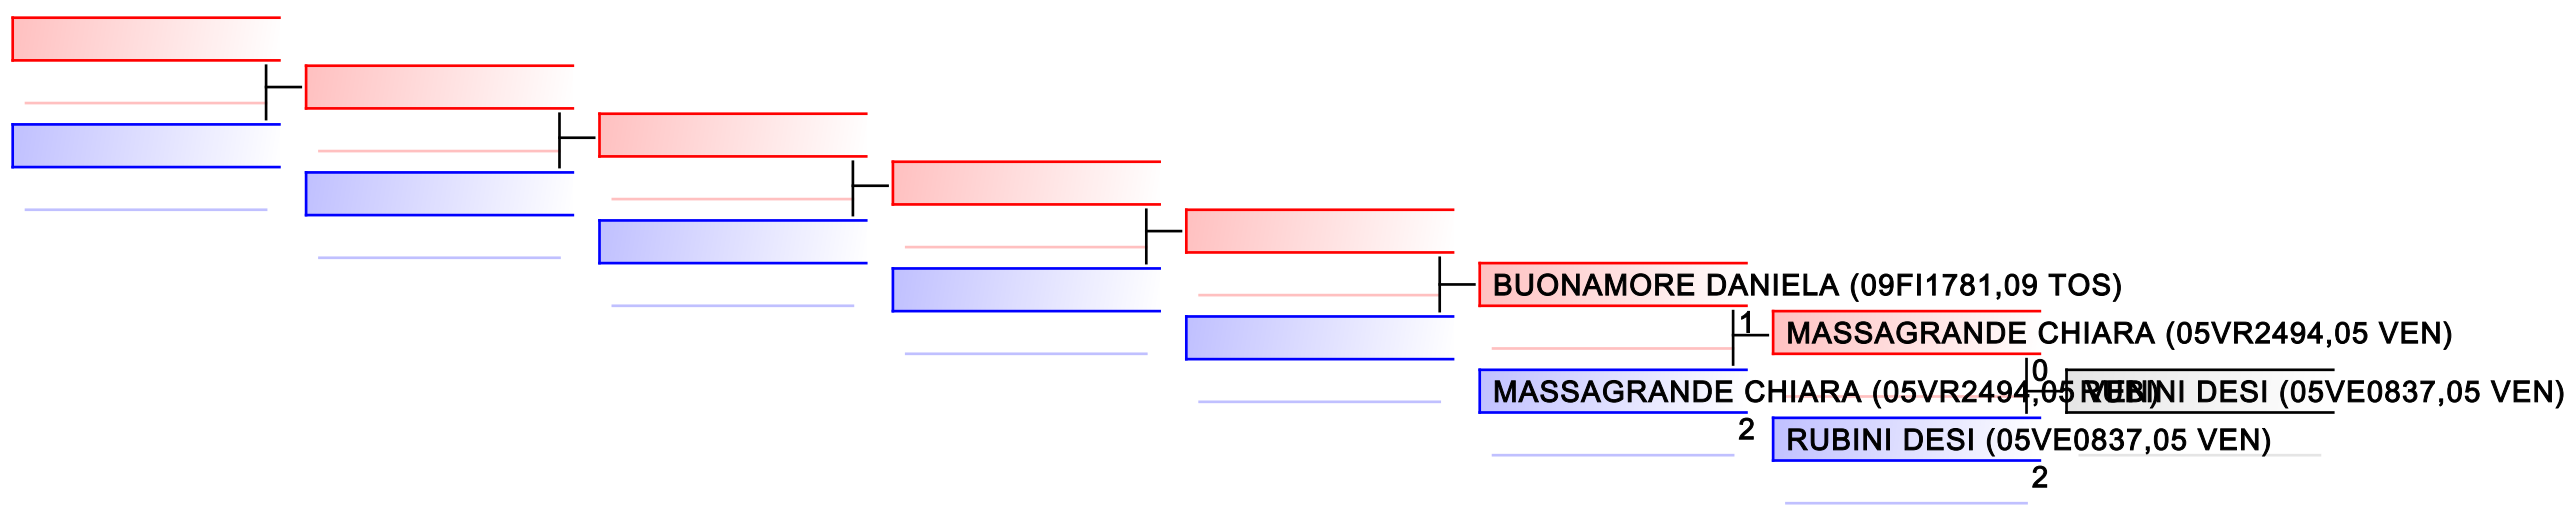 BUONAMORE DANIELA (09FI1781,09 TOS)
1
MASSAGRANDE CHIARA (05VR2494,05 VEN)
0
MASSAGRANDE CHIARA (05VR2494,05 VEN)
RUBINI DESI (05VE0837,05 VEN)
2
RUBINI DESI (05VE0837,05 VEN)
2